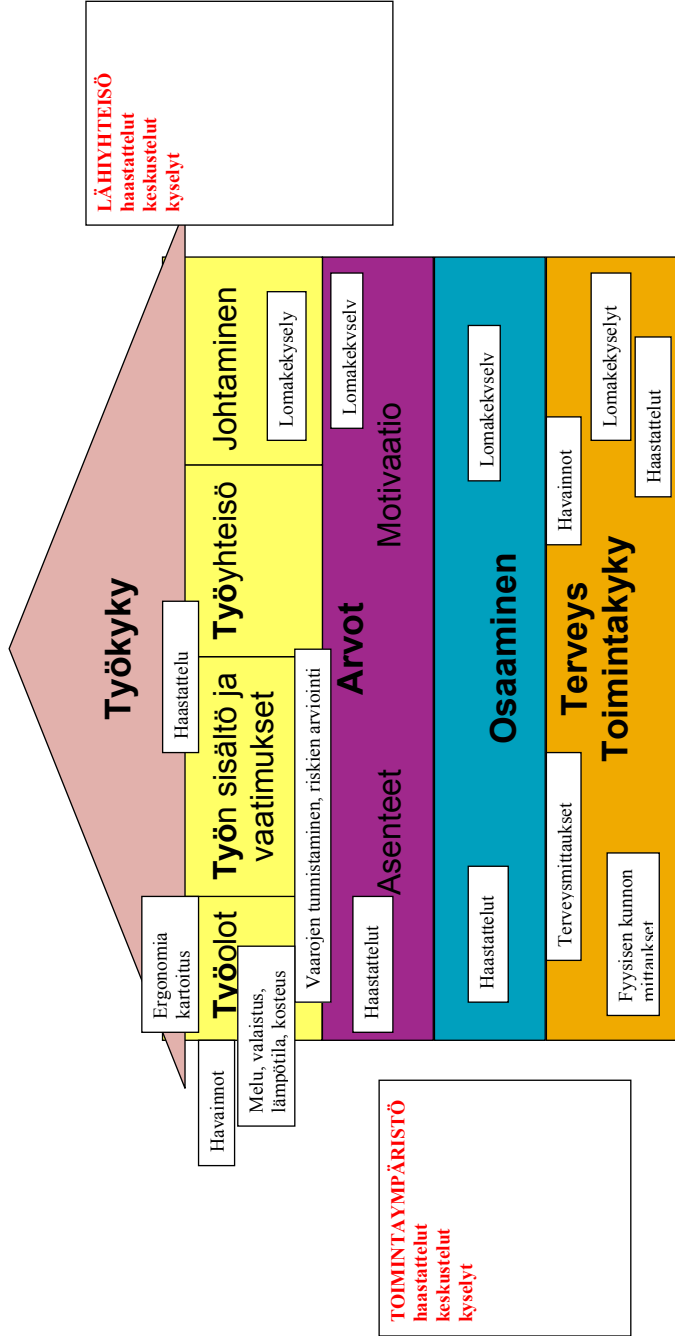 LÄHIYHTEISÖ
haastattelut
keskustelut
kyselyt
Työkyky
Haastattelu
Ergonomia
kartoitus
Havainnot
Melu, valaistus,
lämpötila, kosteus
Työolot
Työn sisältö ja
vaatimukset
Työyhteisö
Johtaminen
Lomakekysely
Vaarojen tunnistaminen, riskien arviointi
Arvot
Lomakekvselv
Asenteet
Motivaatio
Haastattelut
Osaaminen
Haastattelut
Lomakekvselv
Terveys
Toimintakyky
Terveysmittaukset
Havainnot
Fyysisen kunnon
mittaukset
Lomakekyselyt
Haastattelut
TOIMINTAYMPÄRISTÖ
haastattelut
keskustelut
kyselyt